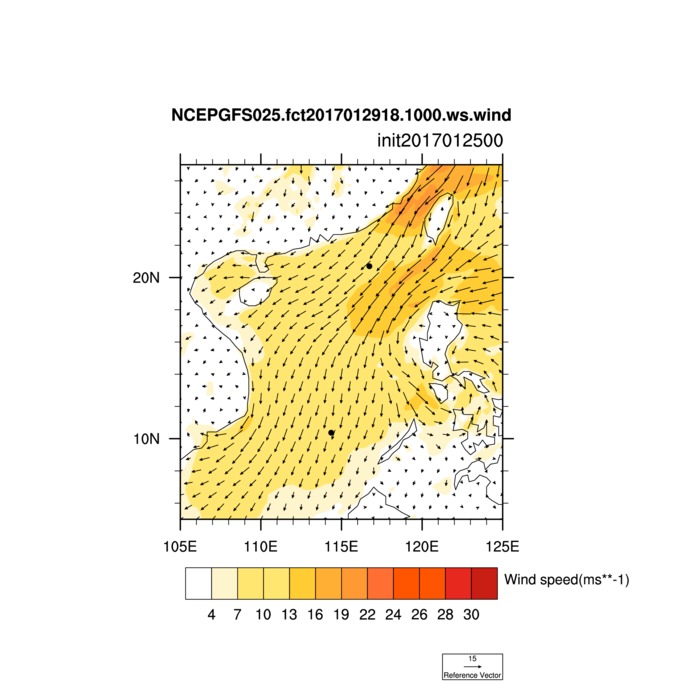 NCEPGFS025.fct2017012918.1000.ws.wind
init2017012500
20N
10N
105E 110E 115E 120E 125E
Wind speed(ms**-1)
4 7 10 13 16 19 22 24 26 28 30
15
Reference Vector